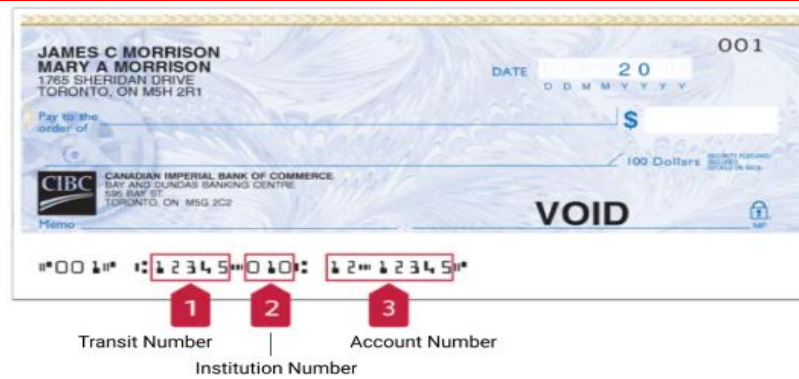 JAMES C MORRISON
001
MARY A MORRISON
1765 SHERIDAN DRIVE
TORONTO, ON M5H 2R1
DATE 2 0
D D M M Y Y Y Y
Pay to the
order of
$
100 Dollars
CIBC
CANADIAN IMPERIAL BANK OF COMMERCE
BAY AND DUNDAS BANKING CENTRE
595 BAY ST.
TORONTO, ON M5G 2C2
VOID
Memo
MP
⑈001⑈ ⑆12345⑉010⑆ 12⑉12345⑈
1 2 3
Transit Number
Account Number
Institution Number